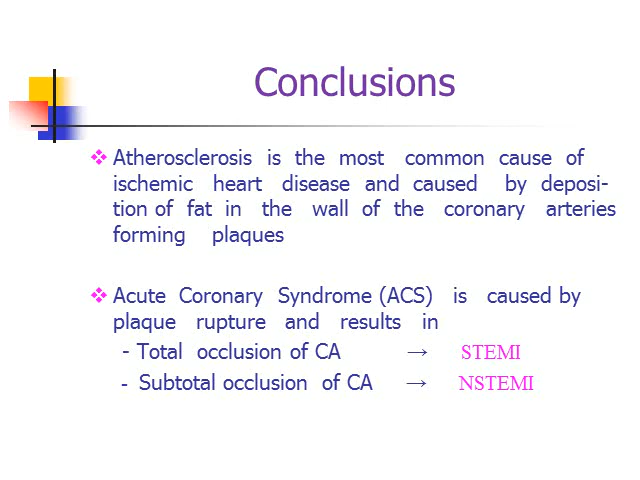 Conclusions
❖ Atherosclerosis is the most common cause of
ischemic heart disease and caused by deposi-
tion of fat in the wall of the coronary arteries
forming plaques
❖ Acute Coronary Syndrome (ACS) is caused by
plaque rupture and results in
- Total occlusion of CA → STEMI
- Subtotal occlusion of CA → NSTEMI